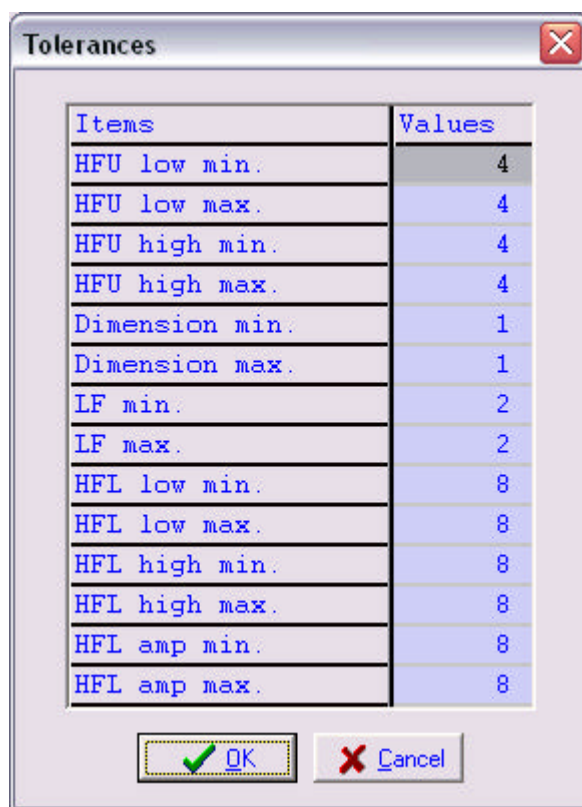 Tolerances
Items Values
HFU low min. 4
HFU low max. 4
HFU high min. 4
HFU high max. 4
Dimension min. 1
Dimension max. 1
LF min. 2
LF max. 2
HFL low min. 8
HFL low max. 8
HFL high min. 8
HFL high max. 8
HFL amp min. 8
HFL amp max. 8
OK Cancel